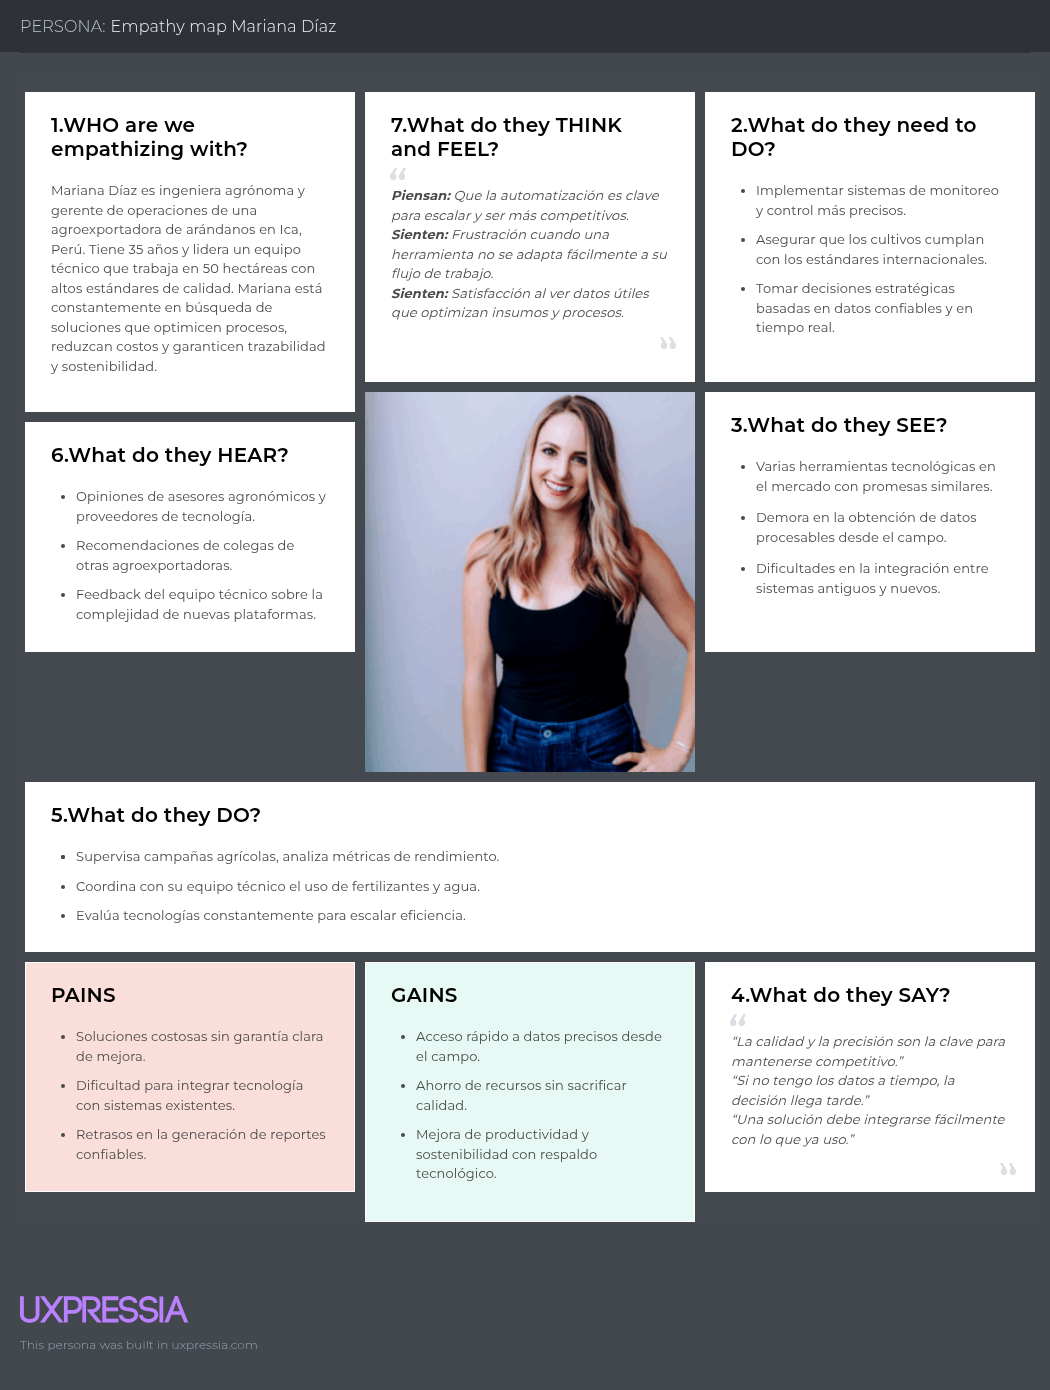 PERSONA: Empathy map Mariana Díaz
1.WHO are we
empathizing with?
Mariana Díaz es ingeniera agrónoma y
gerente de operaciones de una
agroexportadora de arándanos en Ica,
Perú. Tiene 35 años y lidera un equipo
técnico que trabaja en 50 hectáreas con
altos estándares de calidad. Mariana está
constantemente en búsqueda de
soluciones que optimicen procesos,
reduzcan costos y garanticen trazabilidad
y sostenibilidad.
7.What do they THINK
and FEEL?
“
Piensan: Que la automatización es clave
para escalar y ser más competitivos.
Sienten: Frustración cuando una
herramienta no se adapta fácilmente a su
flujo de trabajo.
Sienten: Satisfacción al ver datos útiles
que optimizan insumos y procesos.
”
2.What do they need to
DO?
• Implementar sistemas de monitoreo
y control más precisos.
• Asegurar que los cultivos cumplan
con los estándares internacionales.
• Tomar decisiones estratégicas
basadas en datos confiables y en
tiempo real.
6.What do they HEAR?
• Opiniones de asesores agronómicos y
proveedores de tecnología.
• Recomendaciones de colegas de
otras agroexportadoras.
• Feedback del equipo técnico sobre la
complejidad de nuevas plataformas.
3.What do they SEE?
• Varias herramientas tecnológicas en
el mercado con promesas similares.
• Demora en la obtención de datos
procesables desde el campo.
• Dificultades en la integración entre
sistemas antiguos y nuevos.
5.What do they DO?
• Supervisa campañas agrícolas, analiza métricas de rendimiento.
• Coordina con su equipo técnico el uso de fertilizantes y agua.
• Evalúa tecnologías constantemente para escalar eficiencia.
PAINS
• Soluciones costosas sin garantía clara
de mejora.
• Dificultad para integrar tecnología
con sistemas existentes.
• Retrasos en la generación de reportes
confiables.
GAINS
• Acceso rápido a datos precisos desde
el campo.
• Ahorro de recursos sin sacrificar
calidad.
• Mejora de productividad y
sostenibilidad con respaldo
tecnológico.
4.What do they SAY?
“
“La calidad y la precisión son la clave para
mantenerse competitivo.”
“Si no tengo los datos a tiempo, la
decisión llega tarde.”
“Una solución debe integrarse fácilmente
con lo que ya uso.”
”
UXPRESSIA
This persona was built in uxpressia.com